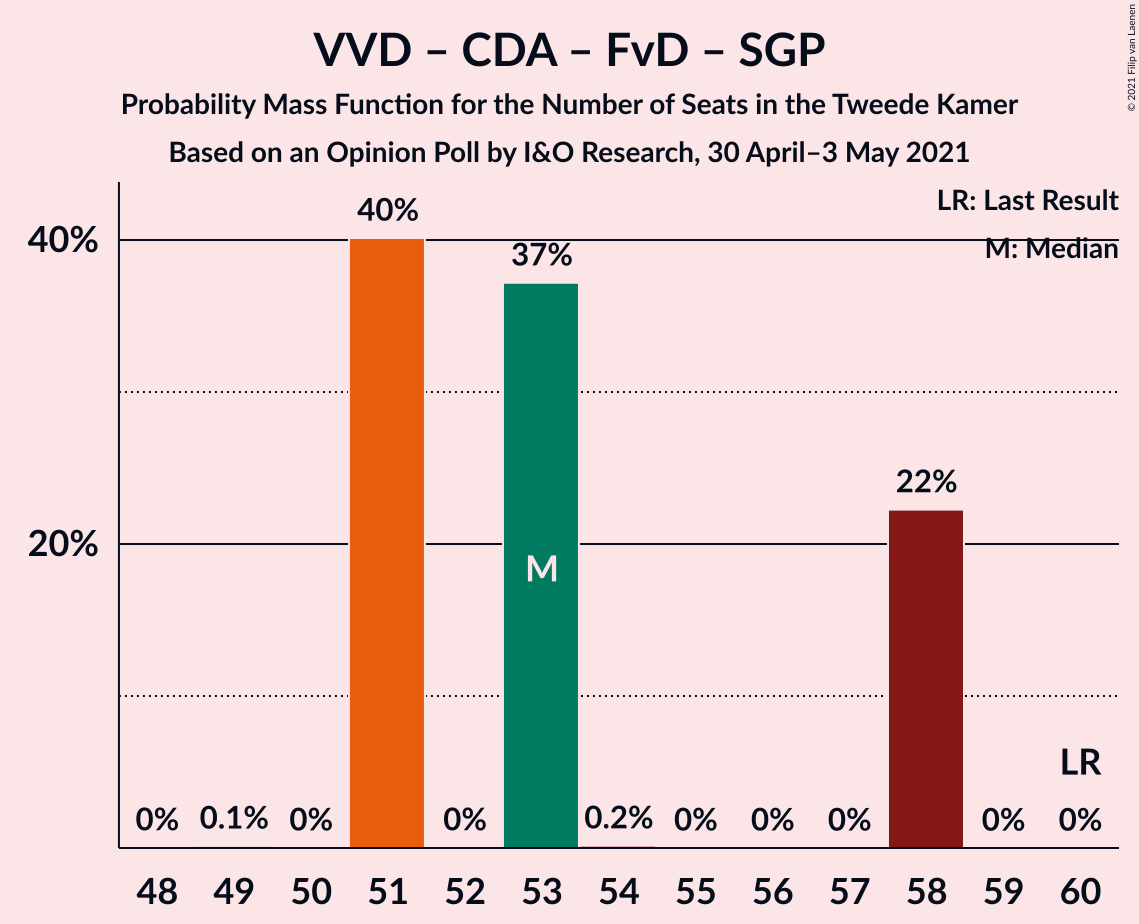 VVD – CDA – FvD – SGP
Probability Mass Function for the Number of Seats in the Tweede Kamer
Based on an Opinion Poll by I&O Research, 30 April–3 May 2021
© 2021 Filip van Laenen
LR: Last Result
M: Median
40%
20%
40%
37%
22%
M
LR
0% 0.1% 0% 0% 0.2% 0% 0% 0% 0% 0%
48 49 50 51 52 53 54 55 56 57 58 59 60